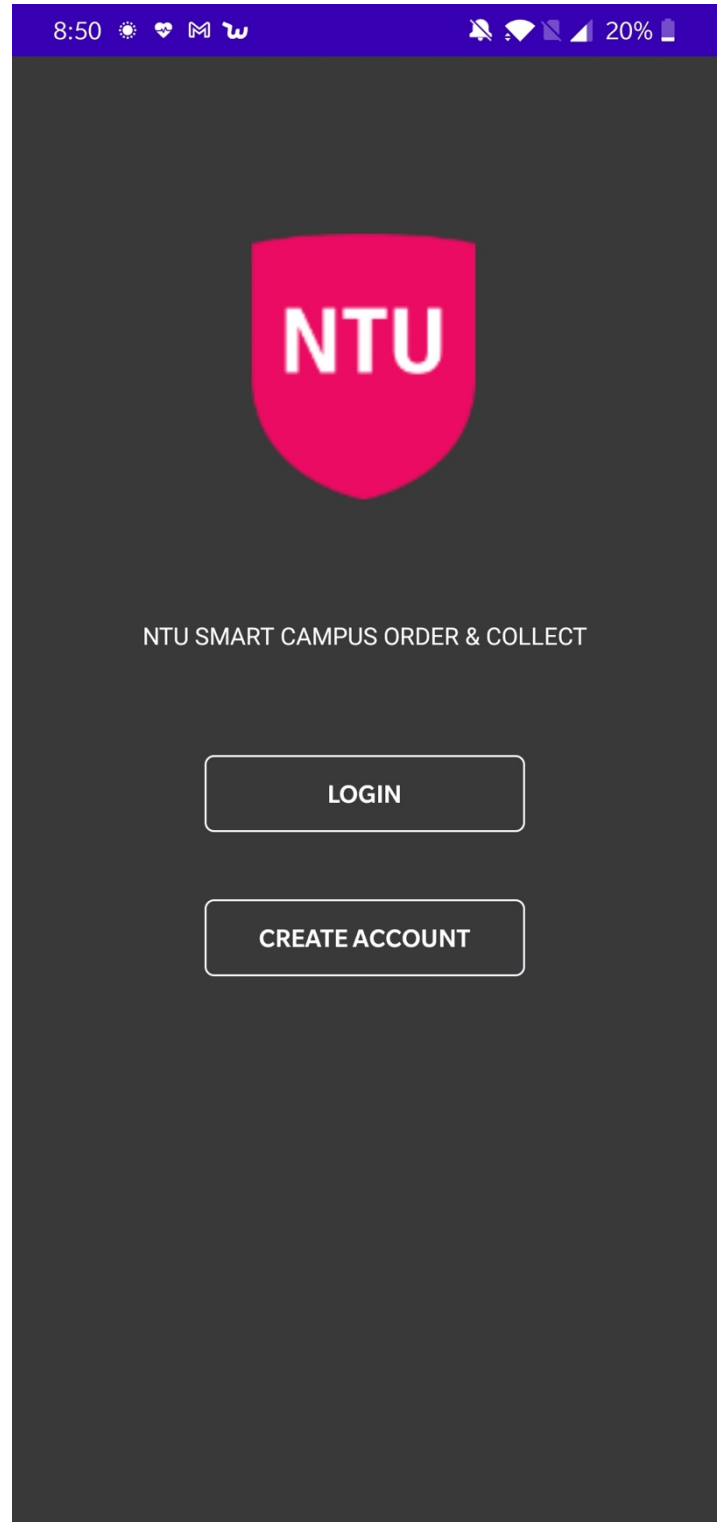 8:50
20%
NTU
NTU SMART CAMPUS ORDER & COLLECT
LOGIN
CREATE ACCOUNT